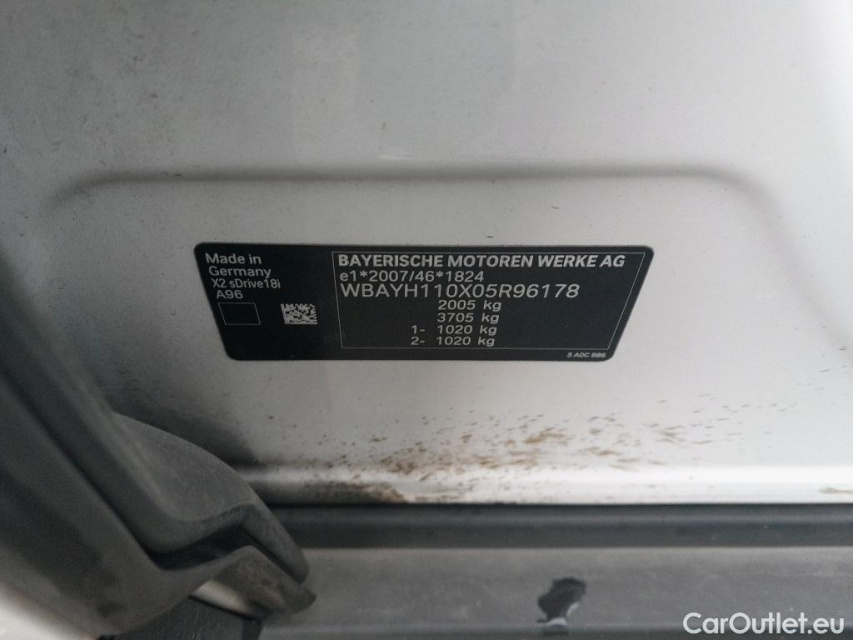 Made in
Germany
X2 sDrive18i
A96
BAYERISCHE MOTOREN WERKE AG
e1*2007/46*1824
WBAYH110X05R96178
2005 kg
3705 kg
1- 1020 kg
2- 1020 kg
5 A0C
CarOutlet.eu